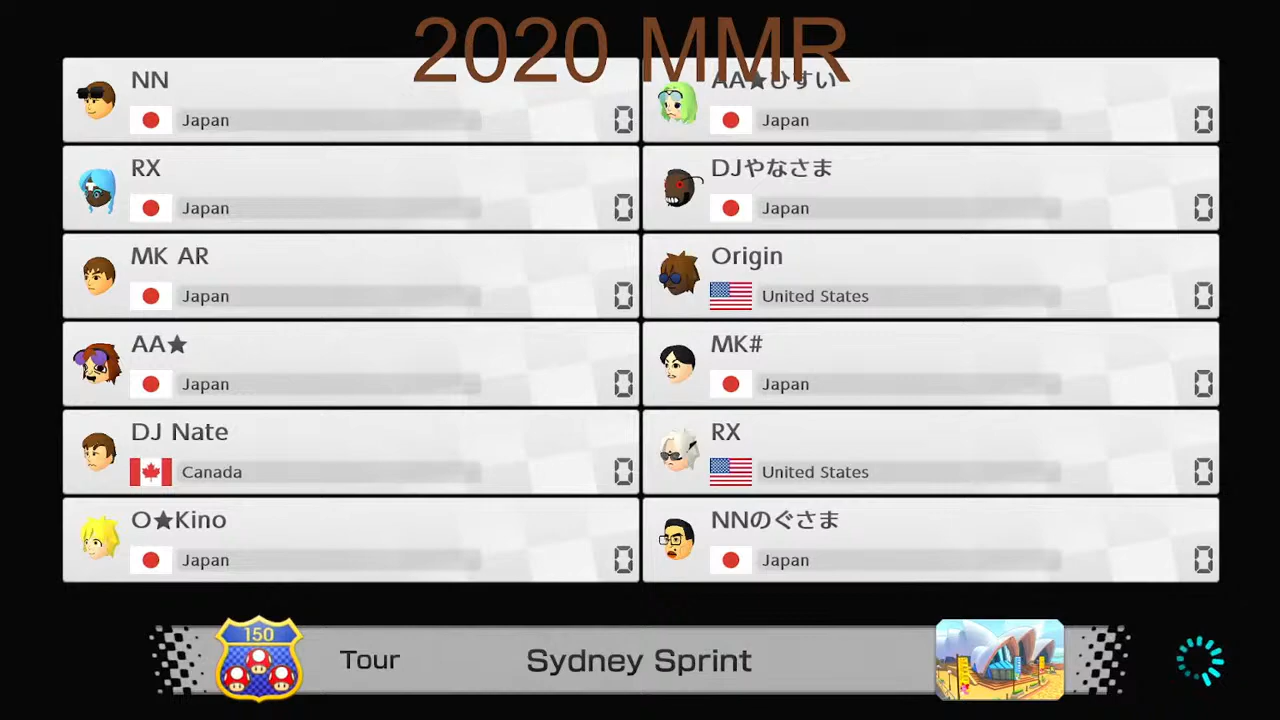 2020 MMR
NN
Japan
0
AA★ひすい
Japan
0
RX
Japan
0
DJやなさま
Japan
0
MK AR
Japan
0
Origin
United States
0
AA★
Japan
0
MK#
Japan
0
DJ Nate
Canada
0
RX
United States
0
O★Kino
Japan
0
NNのぐさま
Japan
0
150
Tour
Sydney Sprint